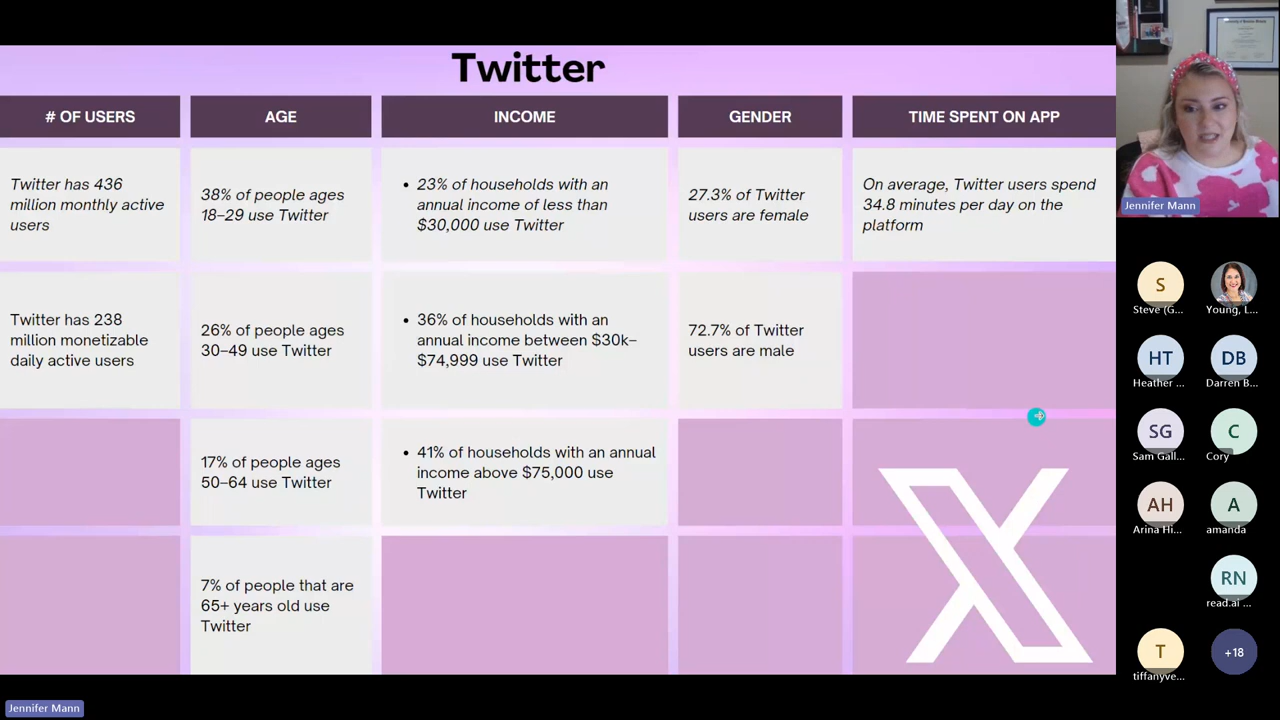 Twitter
# OF USERS
AGE
INCOME
GENDER
TIME SPENT ON APP
Twitter has 436
million monthly active
users
38% of people ages
18–29 use Twitter
• 23% of households with an
annual income of less than
$30,000 use Twitter
27.3% of Twitter
users are female
On average, Twitter users spend
34.8 minutes per day on the
platform
Twitter has 238
million monetizable
daily active users
26% of people ages
30–49 use Twitter
• 36% of households with an
annual income between $30k–
$74,999 use Twitter
72.7% of Twitter
users are male
17% of people ages
50–64 use Twitter
• 41% of households with an annual
income above $75,000 use
Twitter
7% of people that are
65+ years old use
Twitter
X
Jennifer Mann
S
Steve (G...
Young, L...
HT
Heather ...
DB
Darren B...
SG
Sam Gall...
C
Cory
AH
Arina Hi...
A
amanda
RN
read.ai ...
T
tiffanyve...
+18
Jennifer Mann